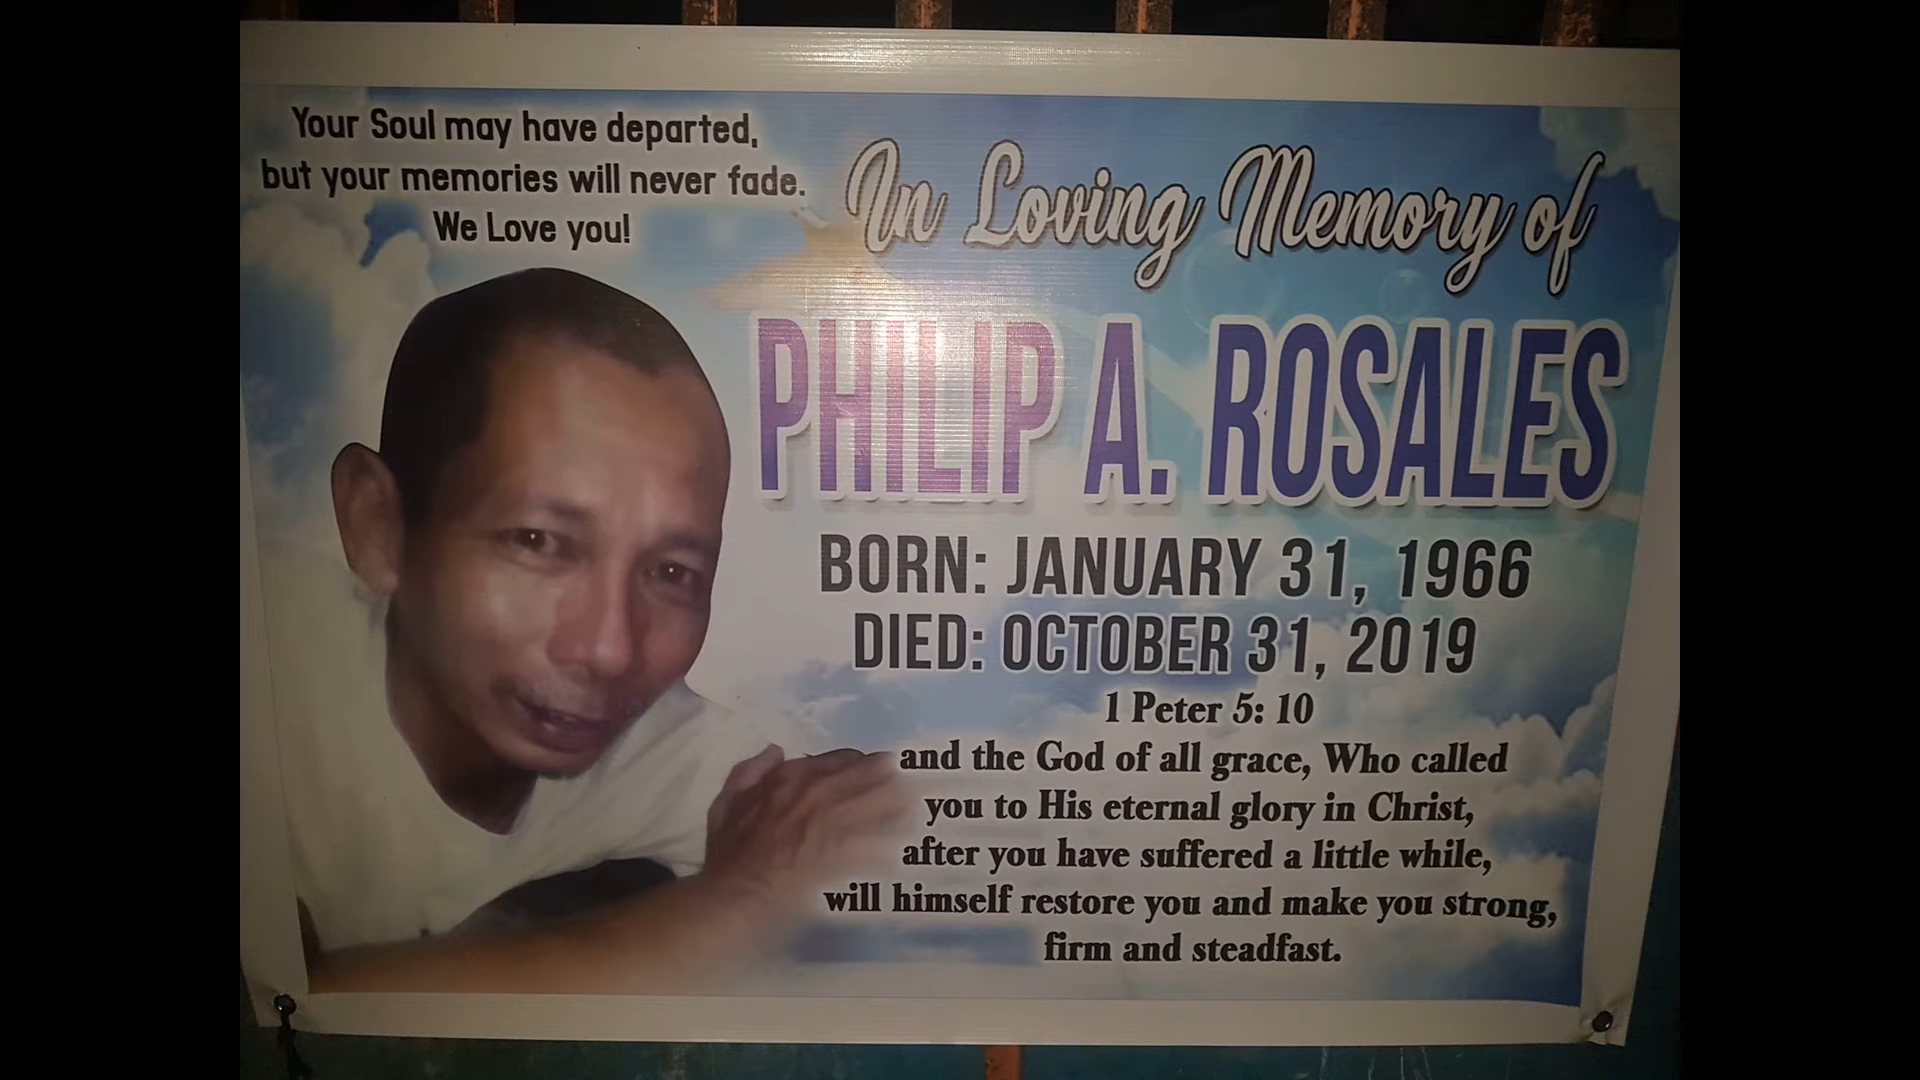 Your Soul may have departed,
but your memories will never fade.
We Love you!
In Loving Memory of
PHILIP A. ROSALES
BORN: JANUARY 31, 1966
DIED: OCTOBER 31, 2019
1 Peter 5: 10
and the God of all grace, Who called
you to His eternal glory in Christ,
after you have suffered a little while,
will himself restore you and make you strong,
firm and steadfast.